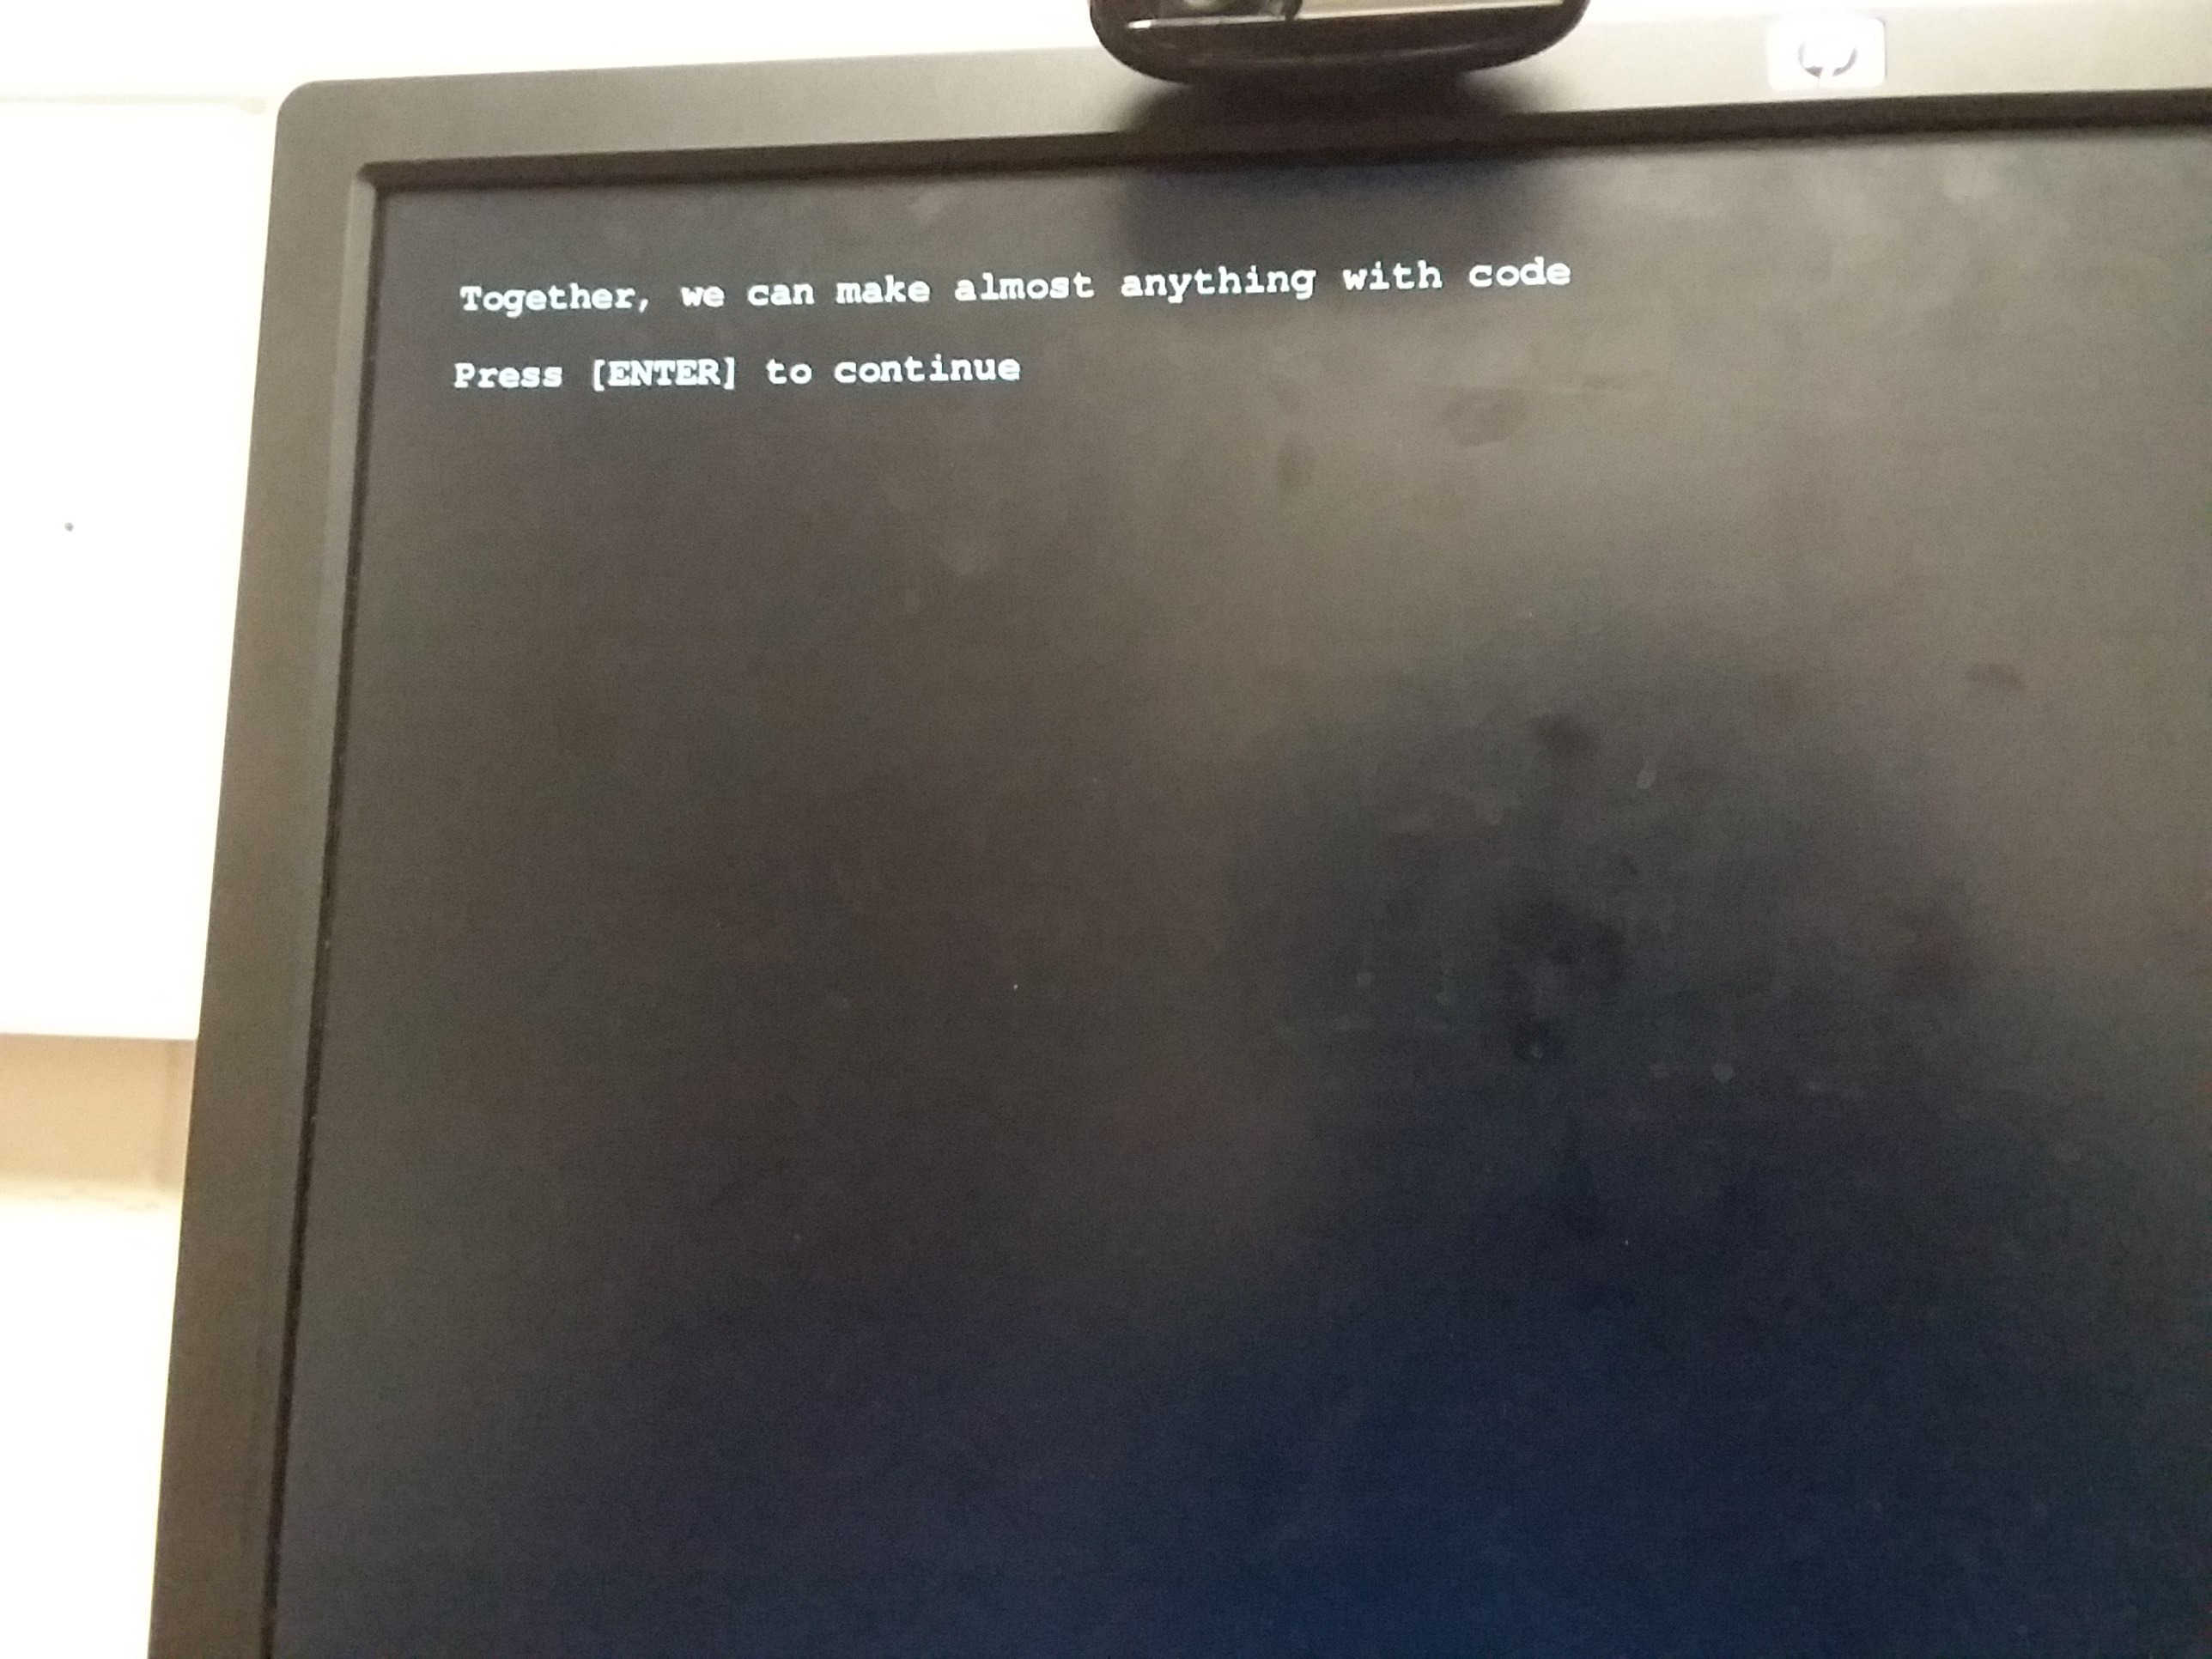 Together, we can make almost anything with code
Press [ENTER] to continue